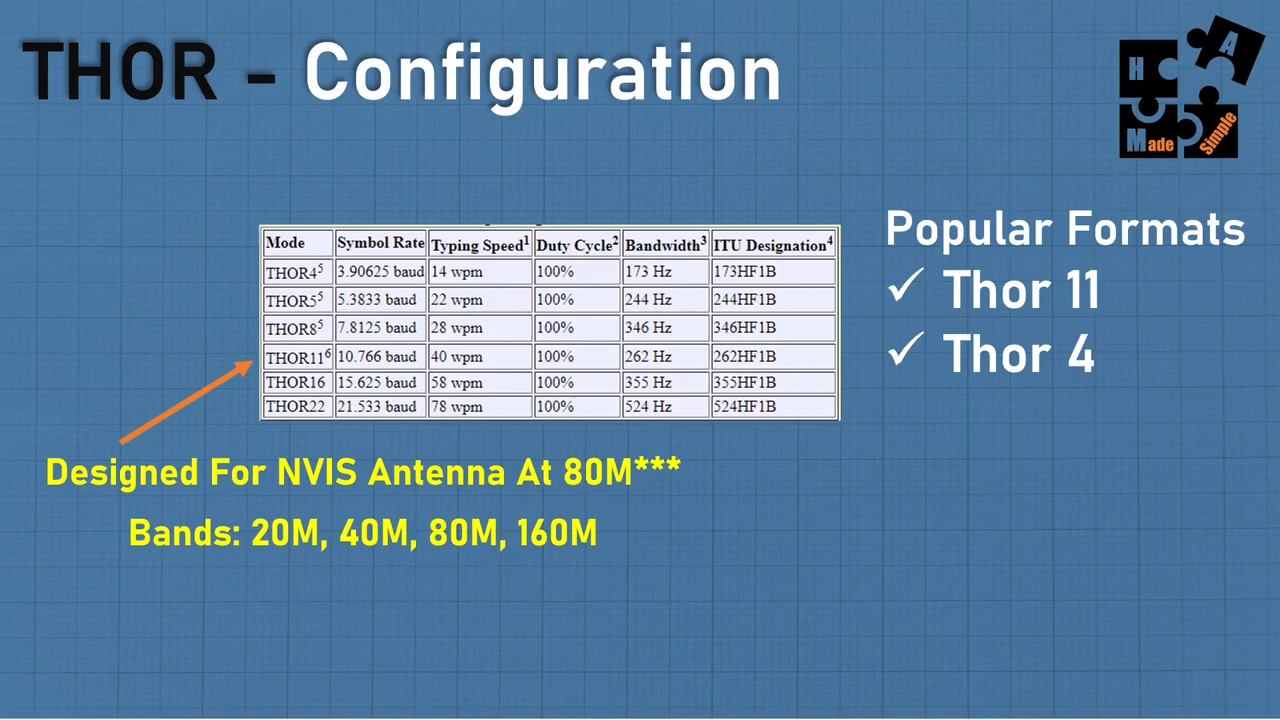 THOR - Configuration
H A
Made Simple
Mode Symbol Rate Typing Speed1 Duty Cycle2 Bandwidth3 ITU Designation4
THOR45 3.90625 baud 14 wpm 100% 173 Hz 173HF1B
THOR55 5.3833 baud 22 wpm 100% 244 Hz 244HF1B
THOR85 7.8125 baud 28 wpm 100% 346 Hz 346HF1B
THOR116 10.766 baud 40 wpm 100% 262 Hz 262HF1B
THOR16 15.625 baud 58 wpm 100% 355 Hz 355HF1B
THOR22 21.533 baud 78 wpm 100% 524 Hz 524HF1B
Popular Formats
✓ Thor 11
✓ Thor 4
Designed For NVIS Antenna At 80M***
Bands: 20M, 40M, 80M, 160M